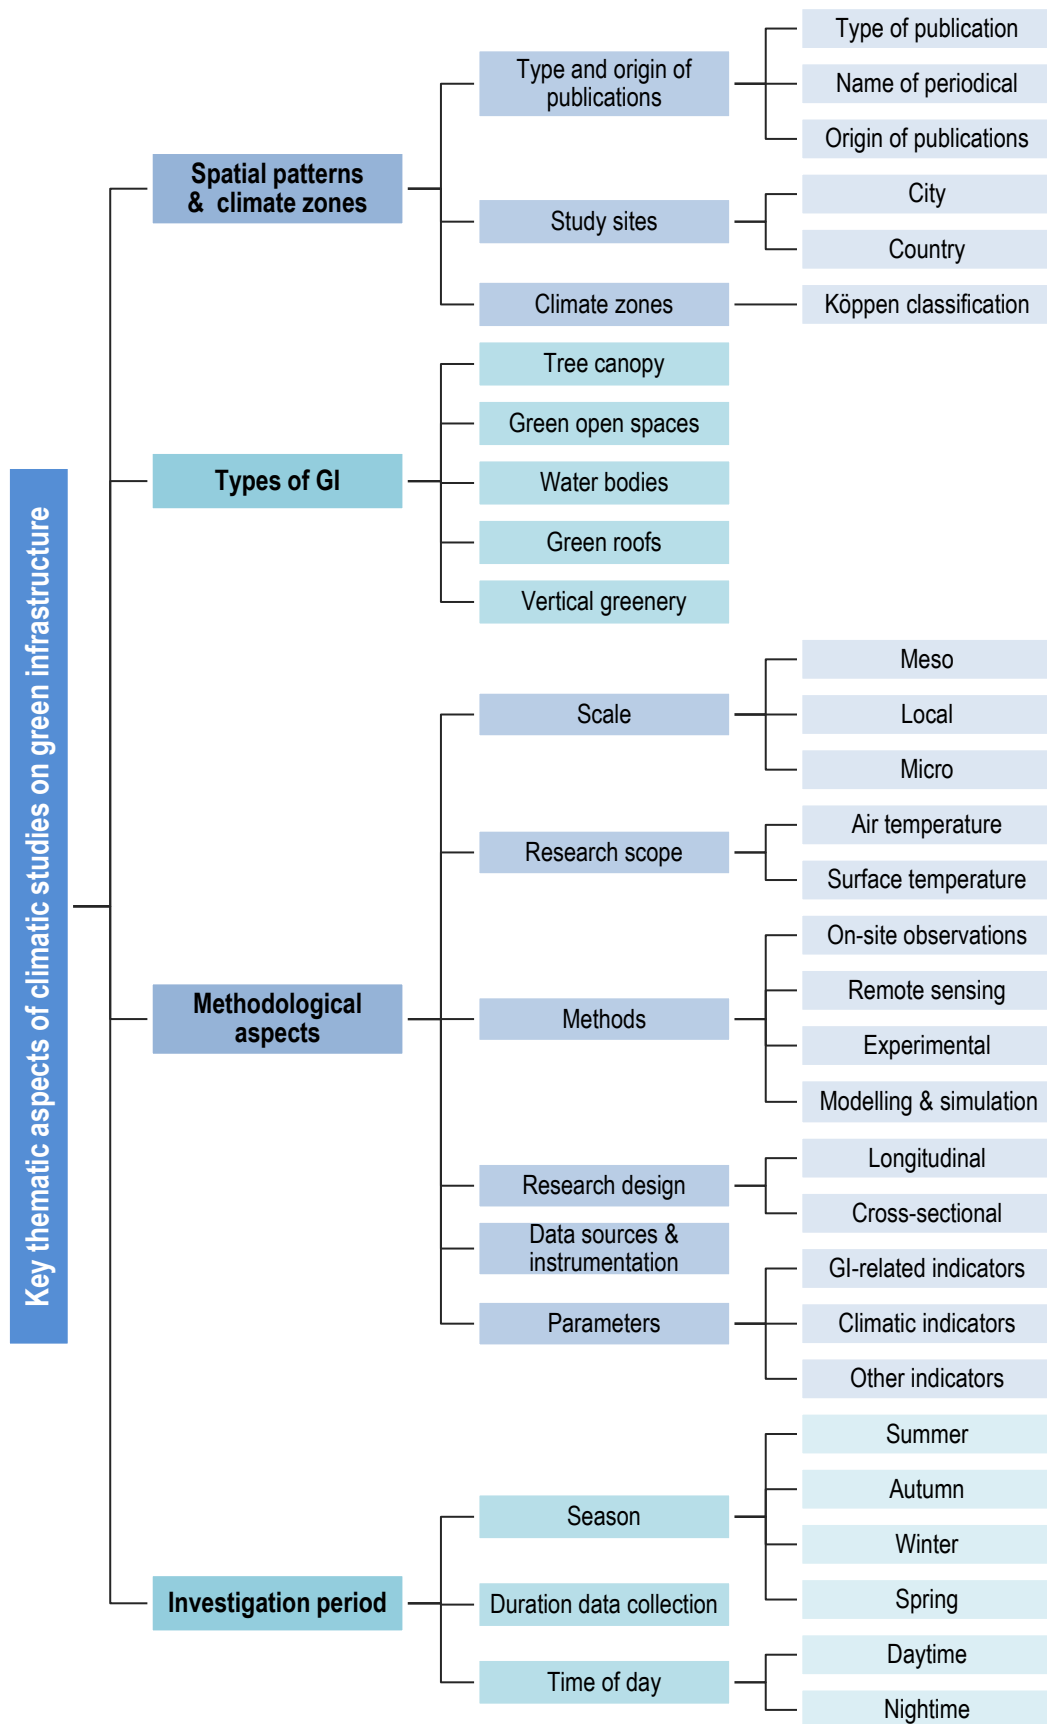 Key thematic aspects of climatic studies on green infrastructure
Spatial patterns
& climate zones
Type and origin of
publications
Type of publication
Name of periodical
Origin of publications
Study sites
City
Country
Climate zones
Köppen classification
Types of GI
Tree canopy
Green open spaces
Water bodies
Green roofs
Vertical greenery
Methodological
aspects
Scale
Meso
Local
Micro
Research scope
Air temperature
Surface temperature
Methods
On-site observations
Remote sensing
Experimental
Modelling & simulation
Research design
Longitudinal
Cross-sectional
Data sources &
instrumentation
Parameters
GI-related indicators
Climatic indicators
Other indicators
Investigation period
Season
Summer
Autumn
Winter
Spring
Duration data collection
Time of day
Daytime
Nightime